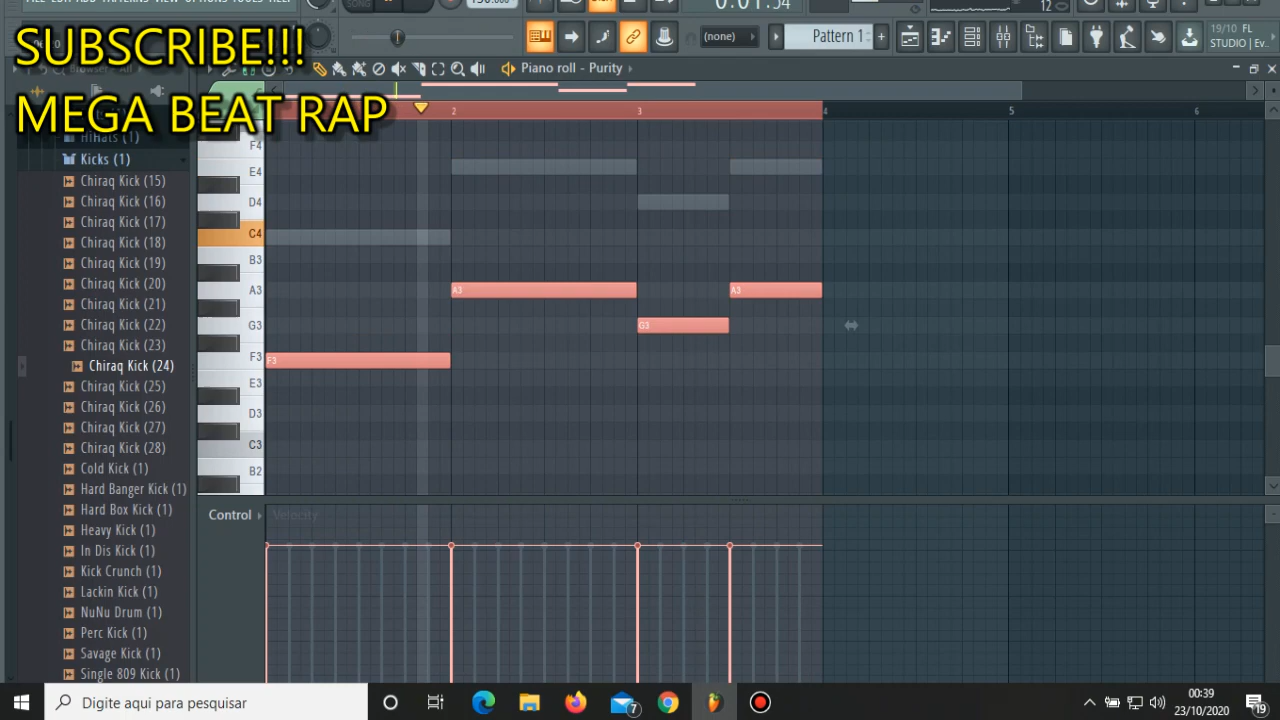 SUBSCRIBE!!!
MEGA BEAT RAP
(none)
Pattern 1
19/10 FL
STUDIO | Ev..
12
Piano roll - Purity
2
3
4
5
6
Kicks (1)
Chiraq Kick (15)
Chiraq Kick (16)
Chiraq Kick (17)
Chiraq Kick (18)
Chiraq Kick (19)
Chiraq Kick (20)
Chiraq Kick (21)
Chiraq Kick (22)
Chiraq Kick (23)
Chiraq Kick (24)
Chiraq Kick (25)
Chiraq Kick (26)
Chiraq Kick (27)
Chiraq Kick (28)
Cold Kick (1)
Hard Banger Kick (1)
Hard Box Kick (1)
Heavy Kick (1)
In Dis Kick (1)
Kick Crunch (1)
Lackin Kick (1)
NuNu Drum (1)
Perc Kick (1)
Savage Kick (1)
Single 809 Kick (1)
F4
E4
D4
C4
B3
A3
G3
F3
E3
D3
C3
B2
A3
A3
G3
F3
Control
Velocity
Digite aqui para pesquisar
7
00:39
23/10/2020
19